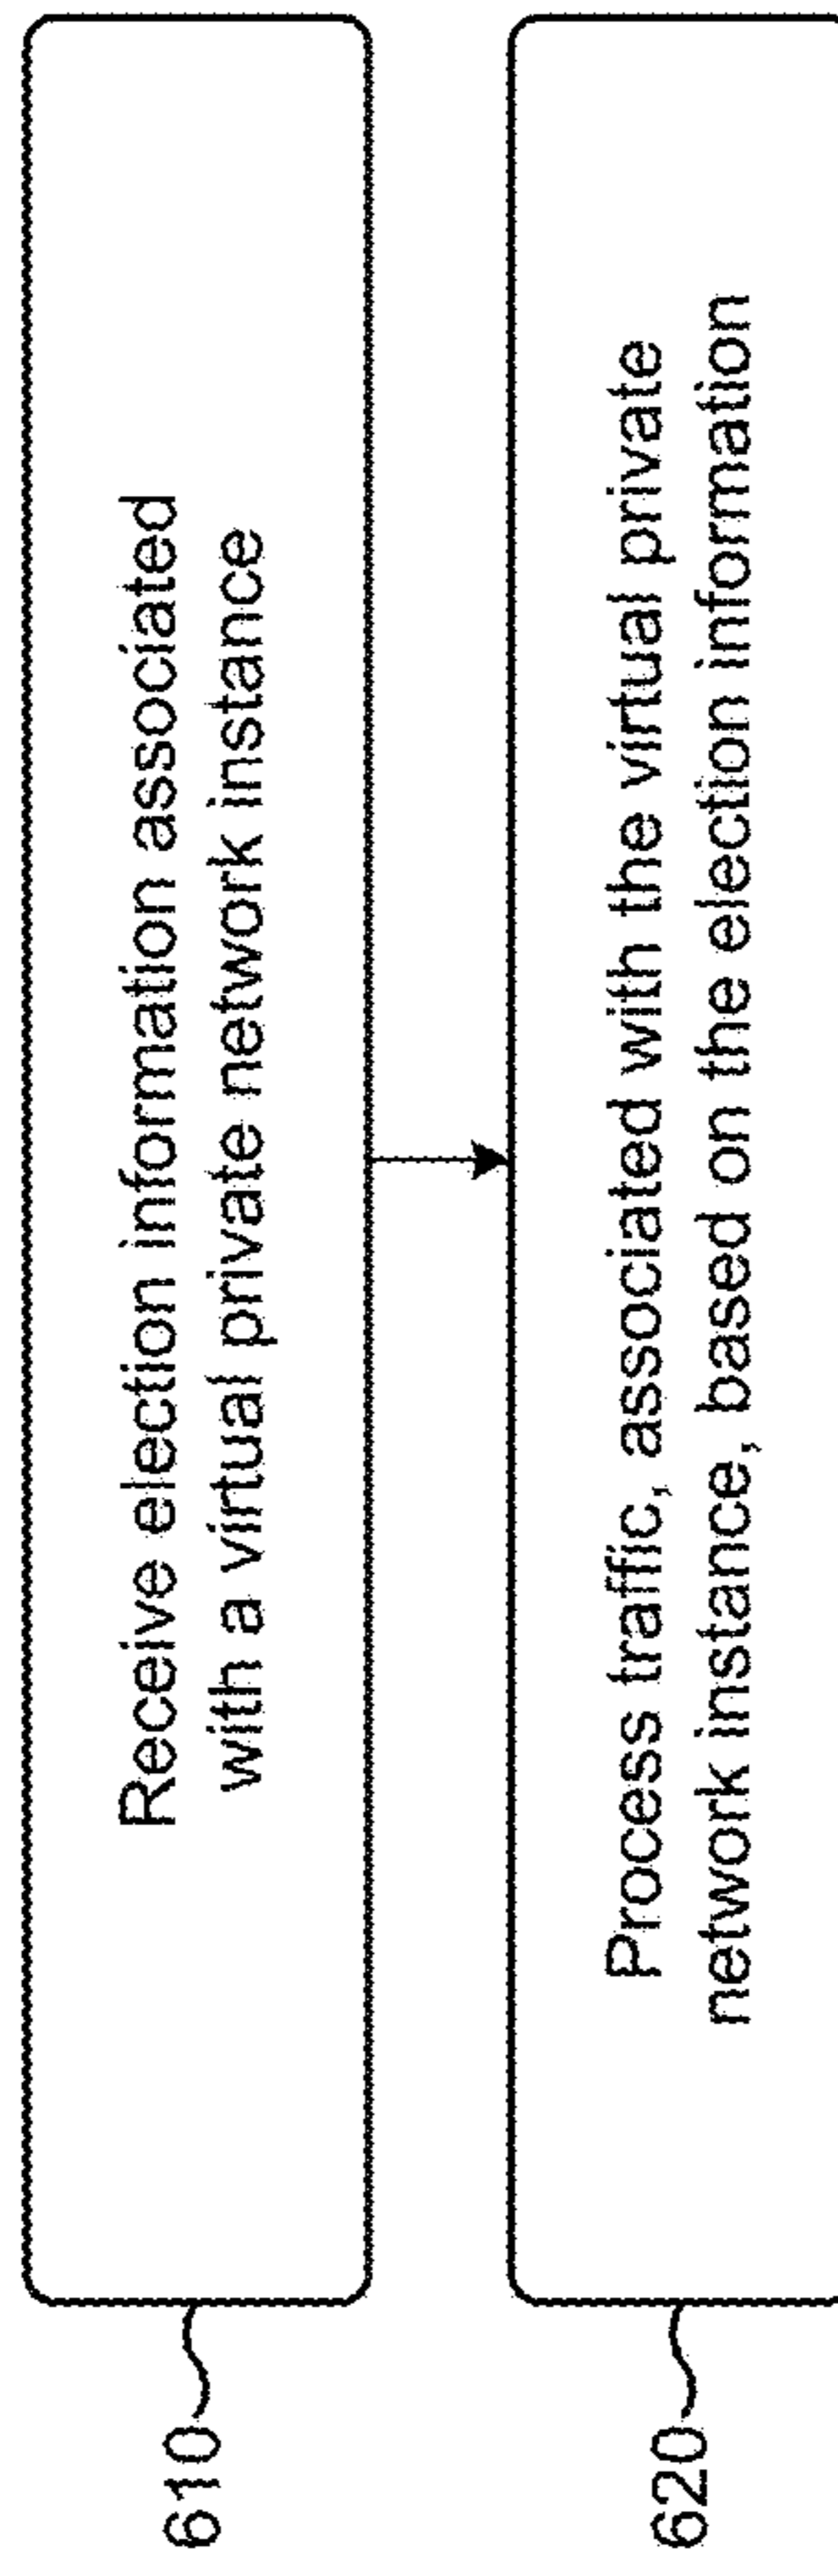 610
Receive election information associated
with a virtual private network instance
620
Process traffic, associated with the virtual private
network instance, based on the election information